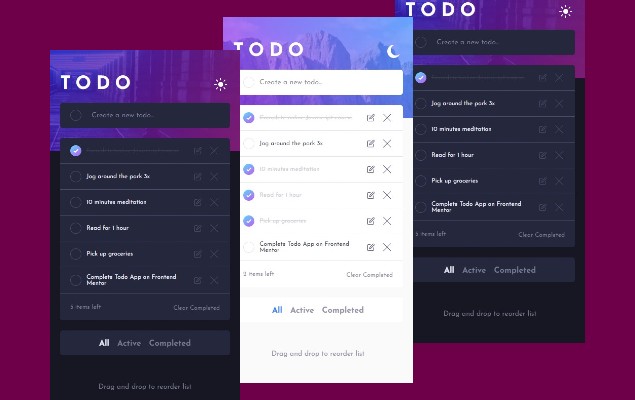 TODO
Create a new todo...
Jog around the park 3x
10 minutes meditation
Read for 1 hour
Pick up groceries
Complete Todo App on Frontend
Mentor
5 items left
Clear Completed
All Active Completed
Drag and drop to reorder list
TODO
Create a new todo...
Jog around the park 3x
10 minutes meditation
Read for 1 hour
Pick up groceries
Complete Todo App on Frontend
Mentor
2 items left
Clear Completed
All Active Completed
Drag and drop to reorder list
TODO
Create a new todo...
Jog around the park 3x
10 minutes meditation
Read for 1 hour
Pick up groceries
Complete Todo App on Frontend
Mentor
5 items left
Clear Completed
All Active Completed
Drag and drop to reorder list